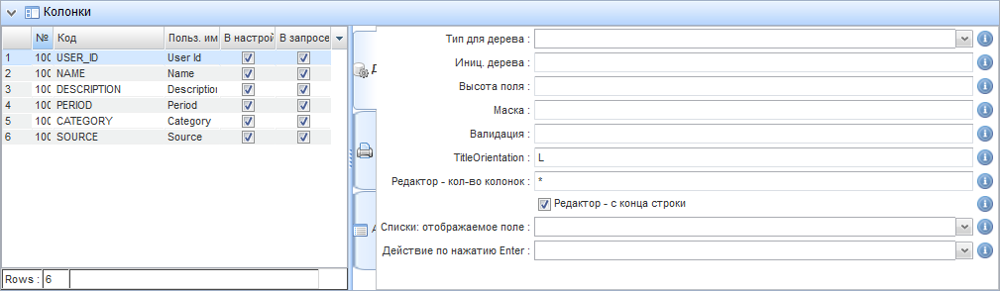 Колонки
№ Код Польз. им В настрой В запросе
1 100 USER_ID User Id
2 100 NAME Name
3 100 DESCRIPTION Description
4 100 PERIOD Period
5 100 CATEGORY Category
6 100 SOURCE Source
Rows : 6
Тип для дерева :
Иниц. дерева :
Высота поля :
Маска :
Валидация :
TitleOrientation : L
Редактор - кол-во колонок : *
Редактор - с конца строки
Списки: отображаемое поле :
Действие по нажатию Enter :